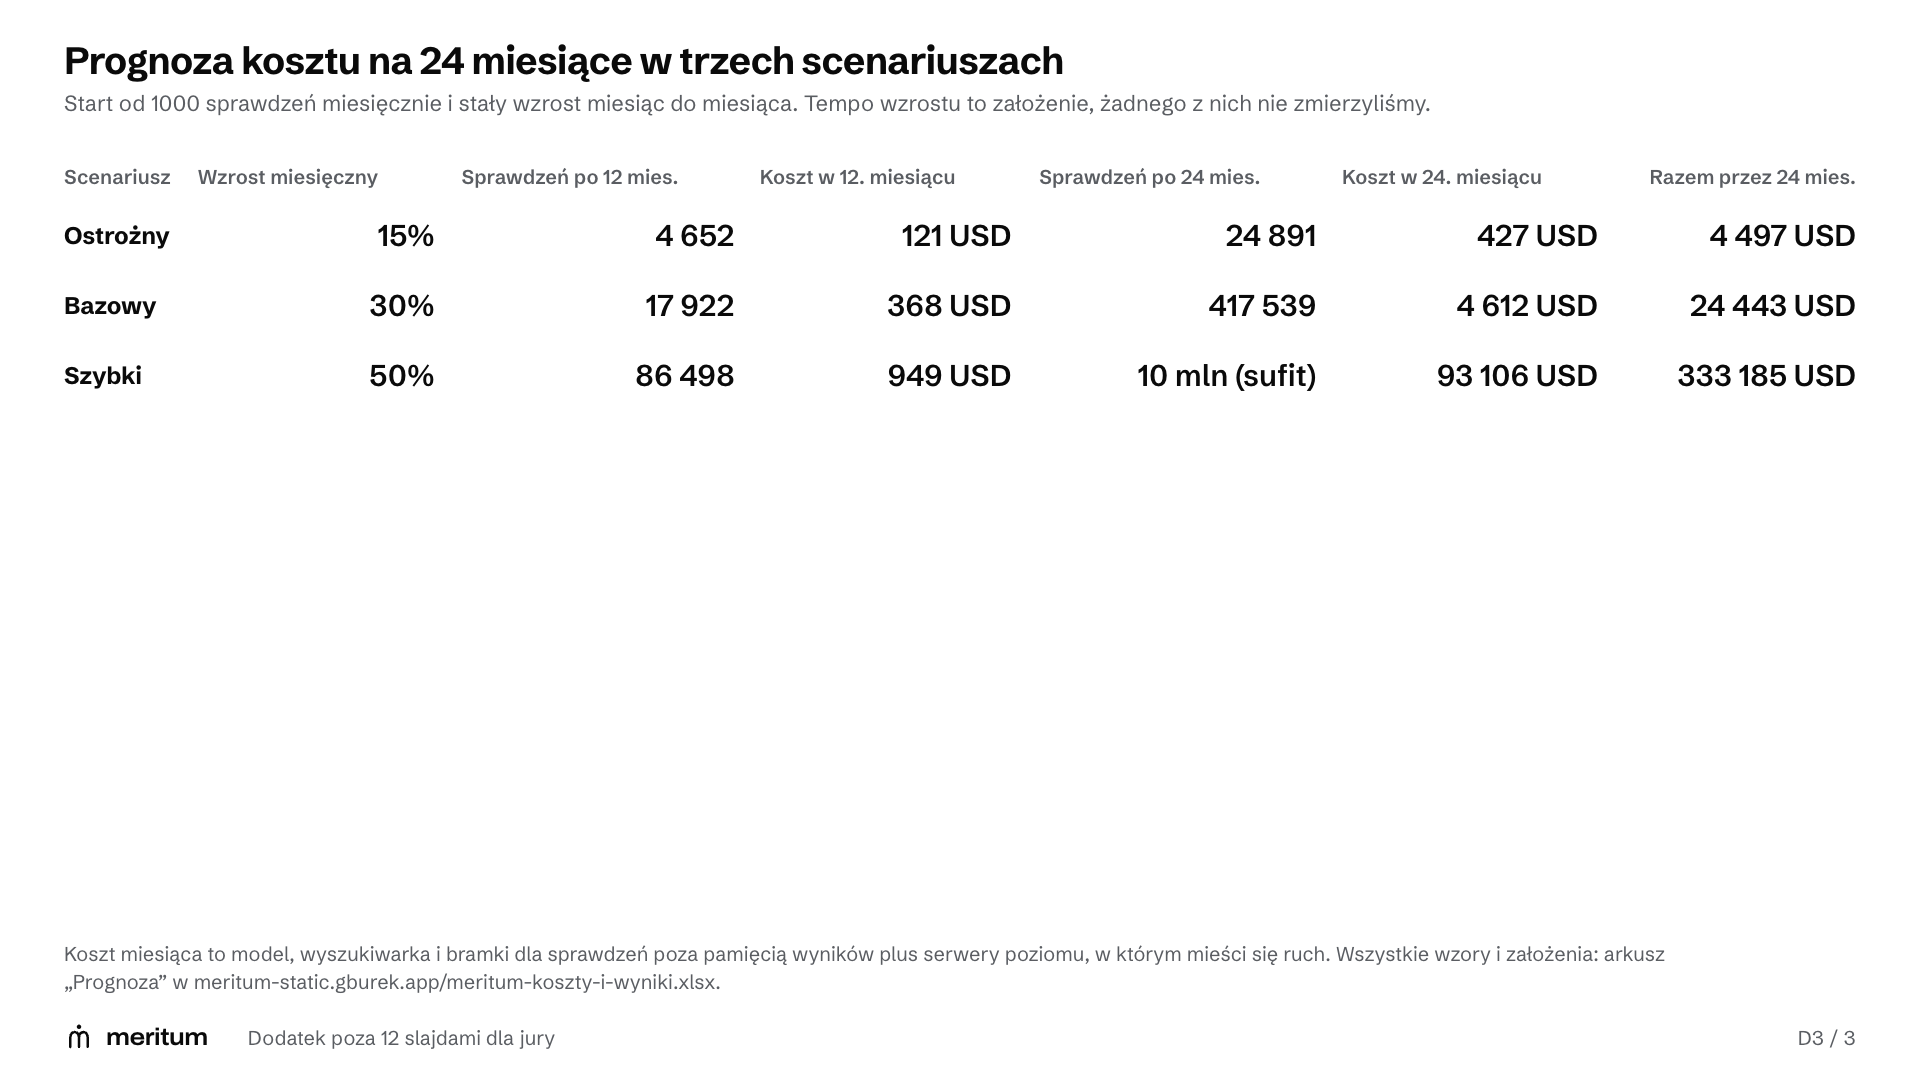 Prognoza kosztu na 24 miesiące w trzech scenariuszach
Start od 1000 sprawdzeń miesięcznie i stały wzrost miesiąc do miesiąca. Tempo wzrostu to założenie, żadnego z nich nie zmierzyliśmy.
Scenariusz Wzrost miesięczny Sprawdzeń po 12 mies. Koszt w 12. miesiącu Sprawdzeń po 24 mies. Koszt w 24. miesiącu Razem przez 24 mies.
Ostrożny 15% 4 652 121 USD 24 891 427 USD 4 497 USD
Bazowy 30% 17 922 368 USD 417 539 4 612 USD 24 443 USD
Szybki 50% 86 498 949 USD 10 mln (sufit) 93 106 USD 333 185 USD
Koszt miesiąca to model, wyszukiwarka i bramki dla sprawdzeń poza pamięcią wyników plus serwery poziomu, w którym mieści się ruch. Wszystkie wzory i założenia: arkusz
„Prognoza” w meritum-static.gburek.app/meritum-koszty-i-wyniki.xlsx.
meritum Dodatek poza 12 slajdami dla jury D3 / 3